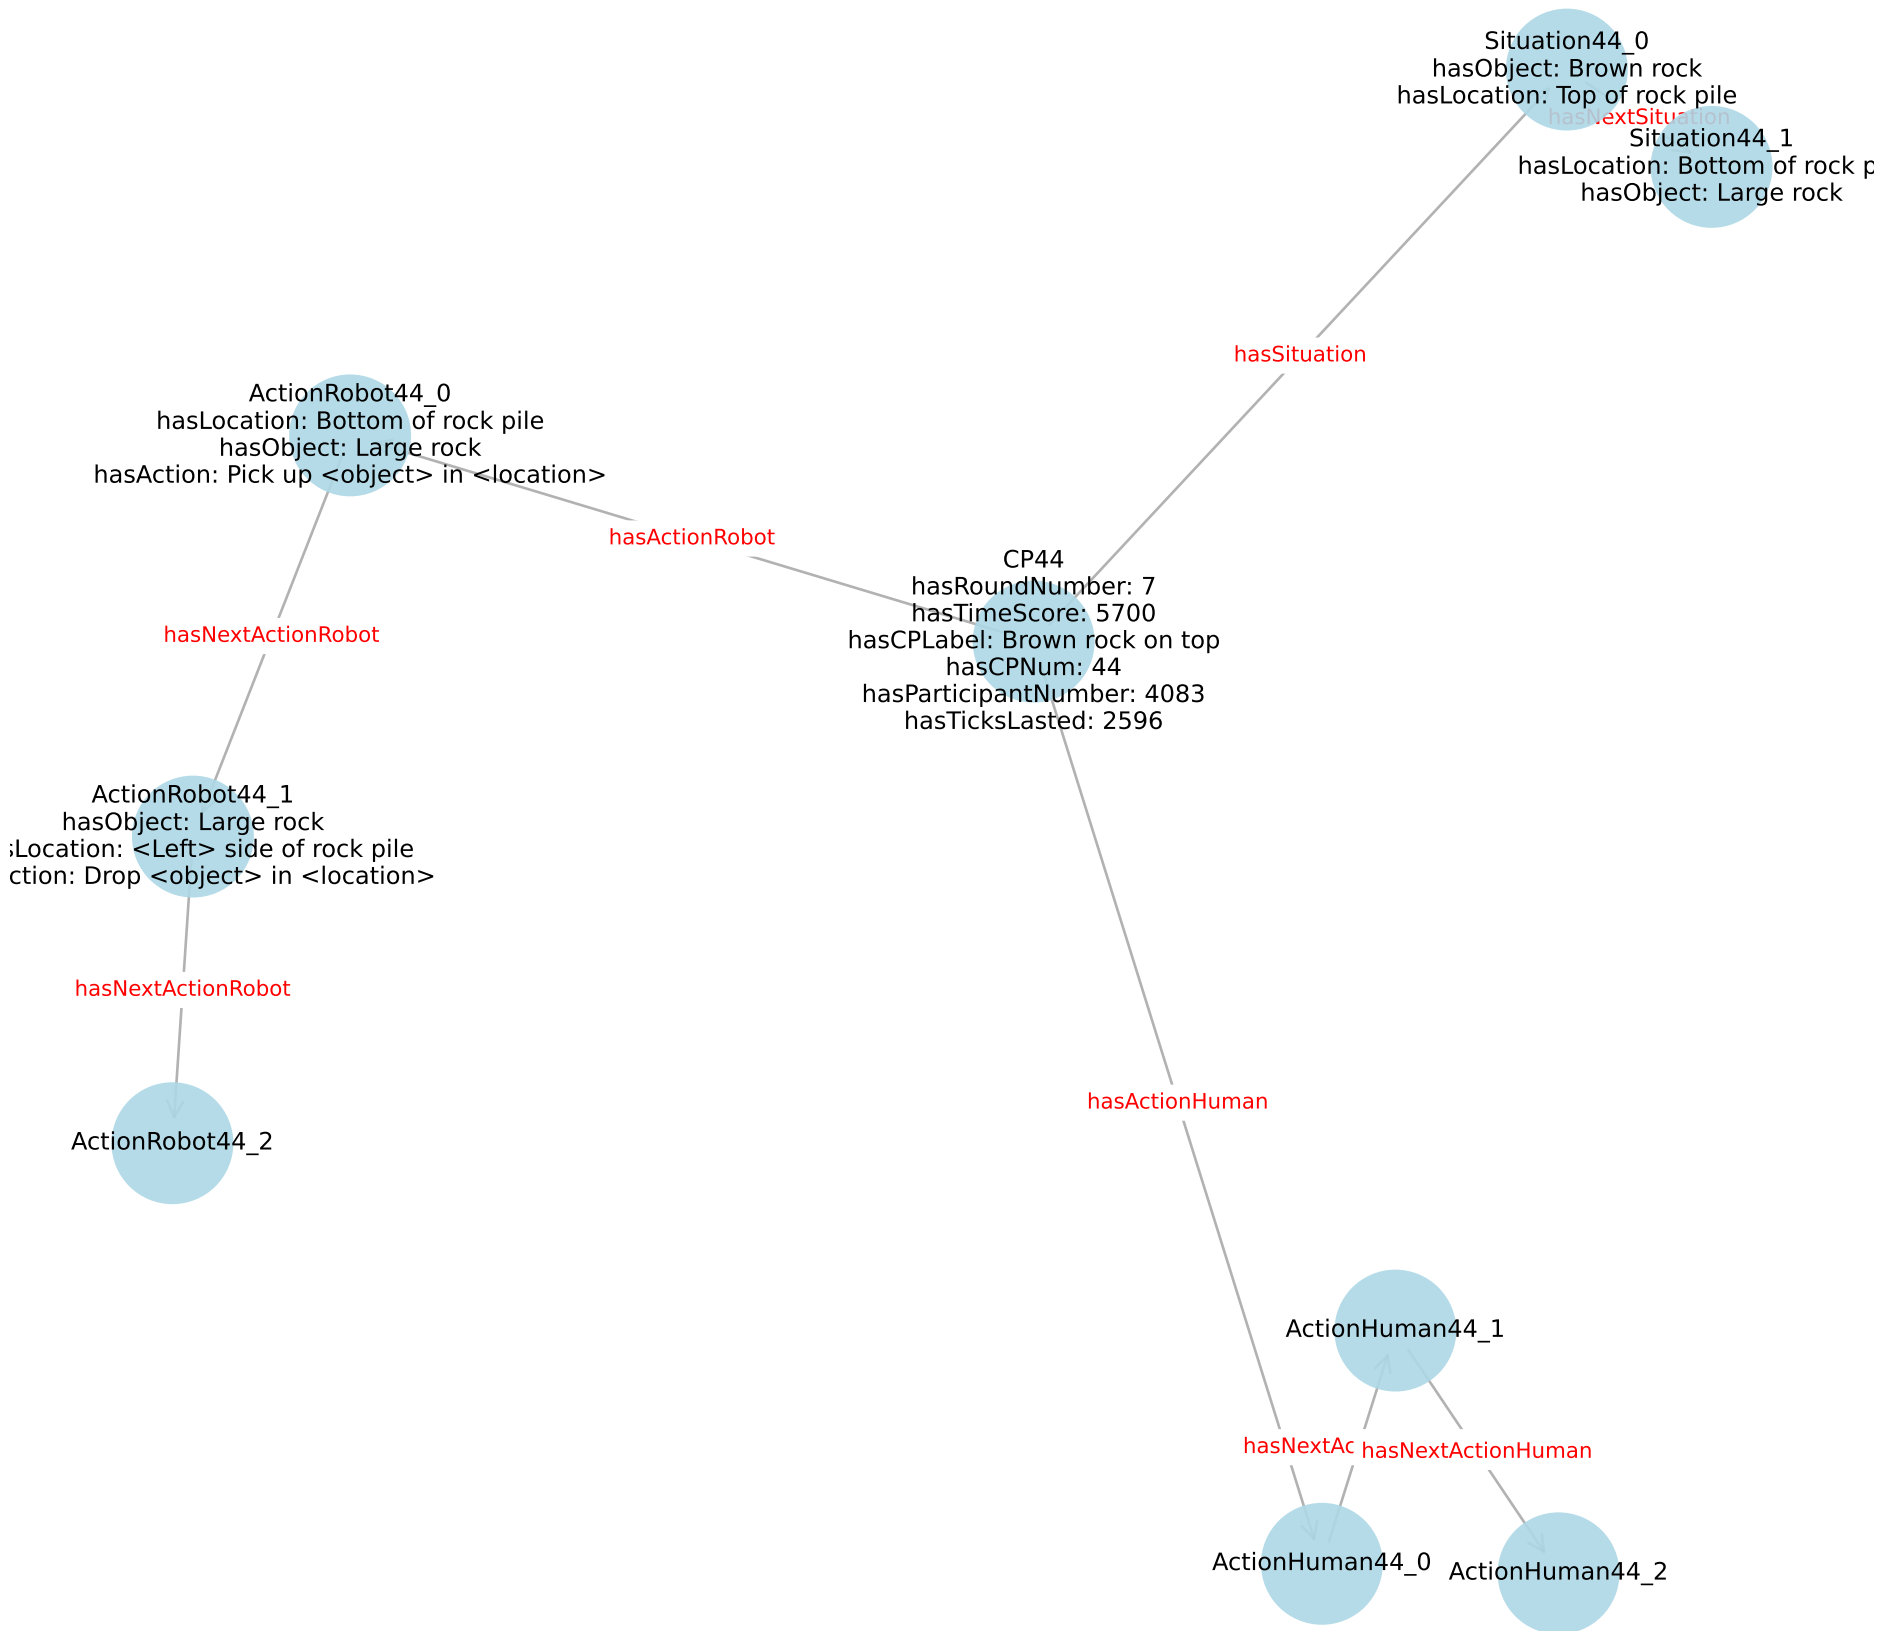 Situation44_0
hasObject: Brown rock
hasLocation: Top of rock pile
hasNextSituation
Situation44_1
hasLocation: Bottom of rock p
hasObject: Large rock
hasSituation
ActionRobot44_0
hasLocation: Bottom of rock pile
hasObject: Large rock
hasAction: Pick up <object> in <location>
hasActionRobot
CP44
hasRoundNumber: 7
hasTimeScore: 5700
hasCPLabel: Brown rock on top
hasCPNum: 44
hasParticipantNumber: 4083
hasTicksLasted: 2596
hasNextActionRobot
ActionRobot44_1
hasObject: Large rock
sLocation: <Left> side of rock pile
ction: Drop <object> in <location>
hasNextActionRobot
ActionRobot44_2
hasActionHuman
ActionHuman44_1
hasNextAc
hasNextActionHuman
ActionHuman44_0
ActionHuman44_2